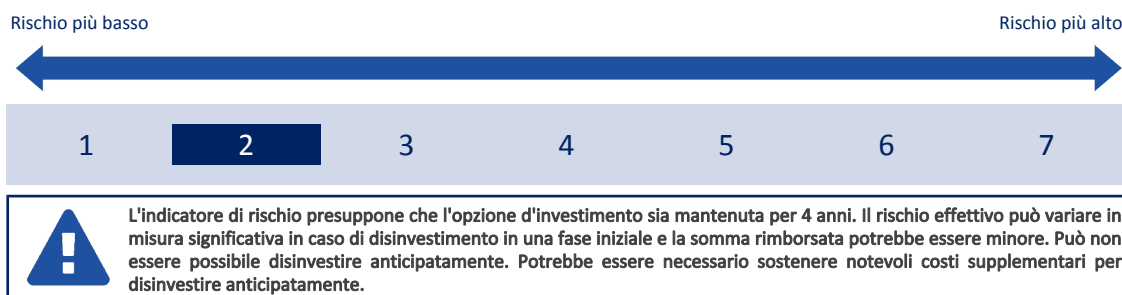 Rischio più basso Rischio più alto
1 2 3 4 5 6 7
L'indicatore di rischio presuppone che l'opzione d'investimento sia mantenuta per 4 anni. Il rischio effettivo può variare in
misura significativa in caso di disinvestimento in una fase iniziale e la somma rimborsata potrebbe essere minore. Può non
essere possibile disinvestire anticipatamente. Potrebbe essere necessario sostenere notevoli costi supplementari per
disinvestire anticipatamente.